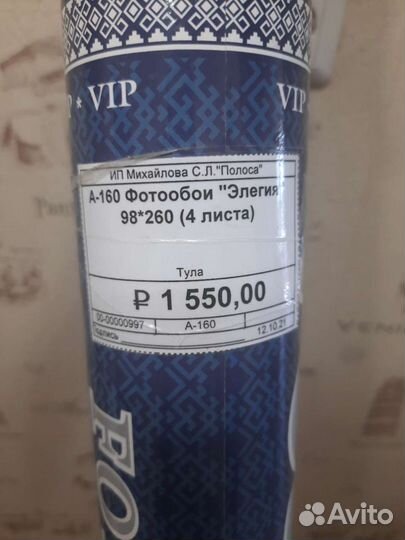 * VIP
VIP
ИП Михайлова С.Л."Полоса"
А-160 Фотообои "Элегия
98*260 (4 листа)
Тула
₽ 1 550,00
00-00000997
А-160
12.10.21
FO
Avito